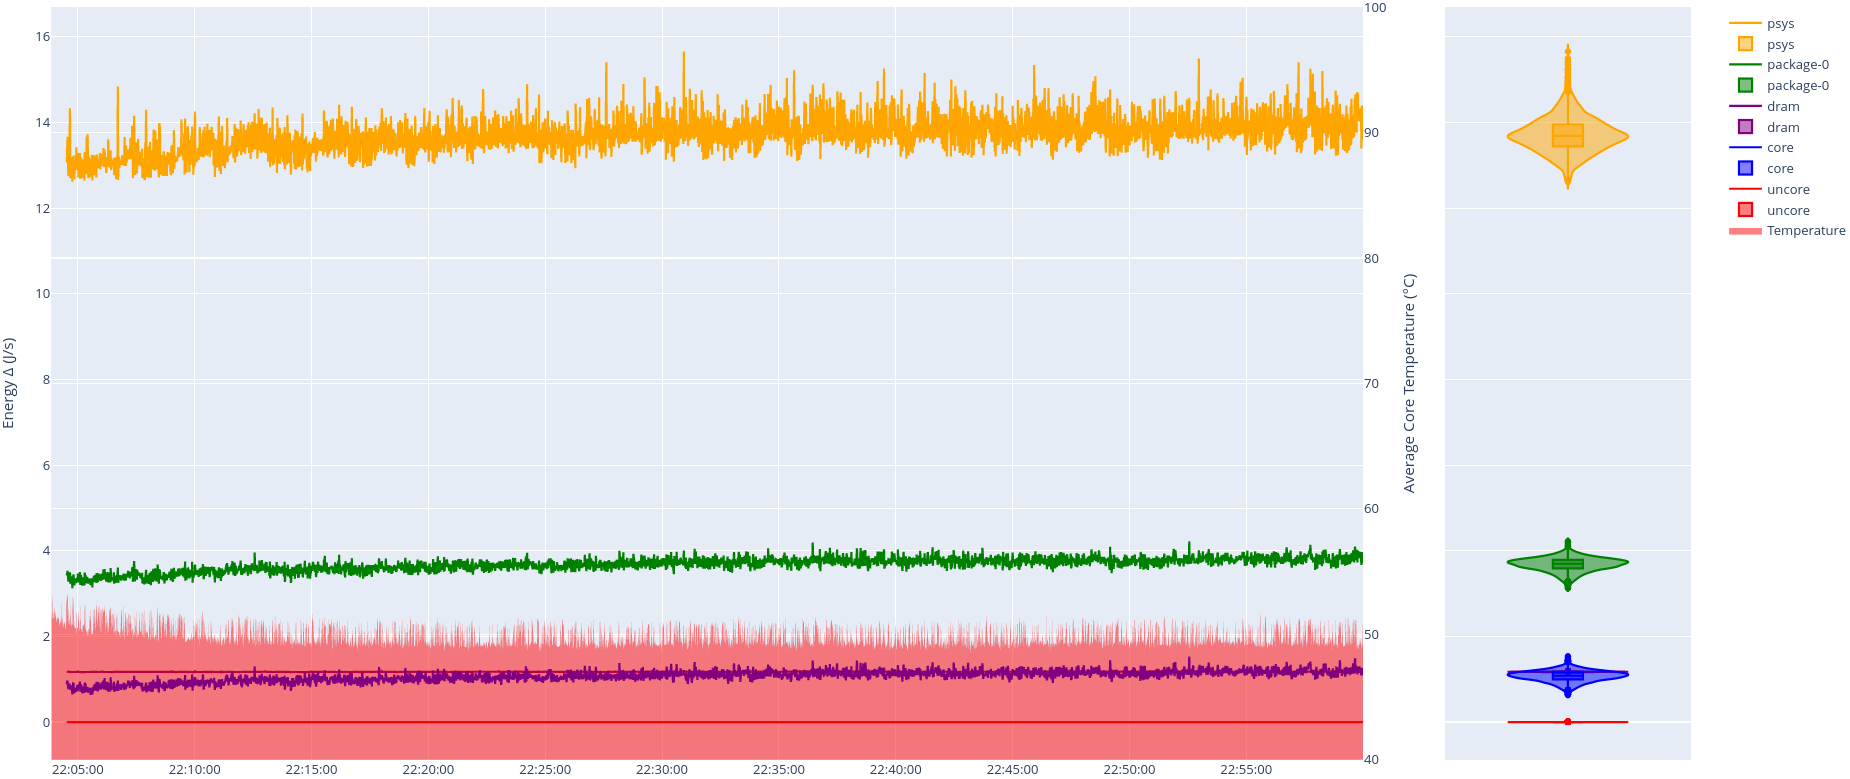 16
14
12
10
8
6
4
2
0
Energy Δ (J/s)
22:05:00
22:10:00
22:15:00
22:20:00
22:25:00
22:30:00
22:35:00
22:40:00
22:45:00
22:50:00
22:55:00
100
90
80
70
60
50
40
Average Core Temperature (°C)
psys
psys
package-0
package-0
dram
dram
core
core
uncore
uncore
Temperature